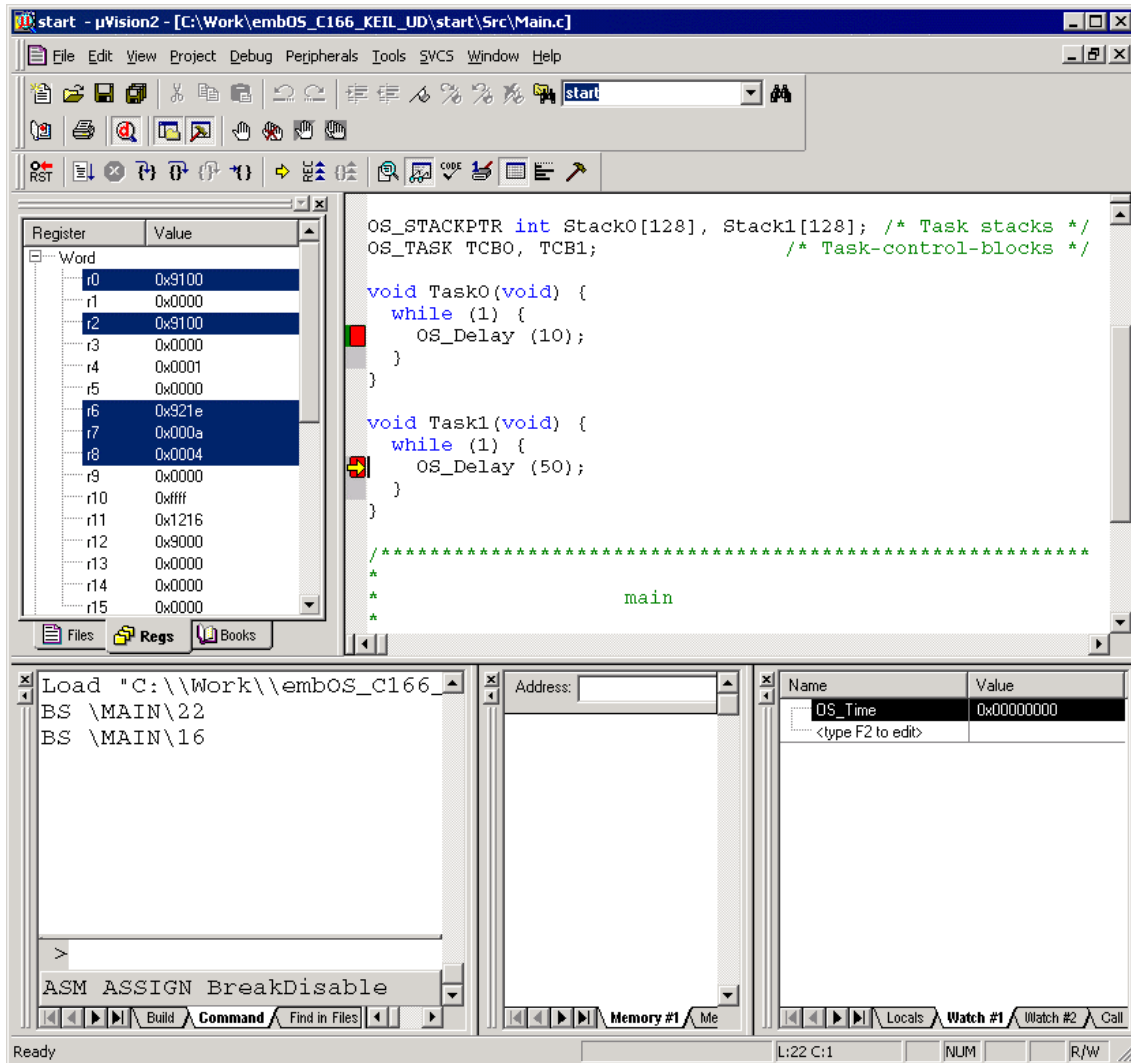 start - µVision2 - [C:\Work\embOS_C166_KEIL_UD\start\Src\Main.c]
File Edit View Project Debug Peripherals Tools SVCS Window Help
start
RST
CODE
Register Value
Word
r0 0x9100
r1 0x0000
r2 0x9100
r3 0x0000
r4 0x0001
r5 0x0000
r6 0x921e
r7 0x000a
r8 0x0004
r9 0x0000
r10 0xffff
r11 0x1216
r12 0x9000
r13 0x0000
r14 0x0000
r15 0x0000
Files Regs Books
OS_STACKPTR int Stack0[128], Stack1[128]; /* Task stacks */
OS_TASK TCB0, TCB1; /* Task-control-blocks */
void Task0(void) {
while (1) {
OS_Delay (10);
}
}
void Task1(void) {
while (1) {
OS_Delay (50);
}
}
/**********************************************************
*
* main
*
Load "C:\\Work\\embOS_C166_
BS \MAIN\22
BS \MAIN\16
>
ASM ASSIGN BreakDisable
Build Command Find in Files
Address:
Memory #1 Me
Name Value
OS_Time 0x00000000
<type F2 to edit>
Locals Watch #1 Watch #2 Call
Ready L:22 C:1 NUM R/W